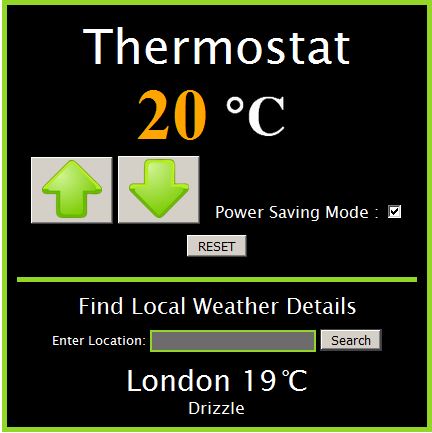 Thermostat
20 °C
Power Saving Mode :
RESET
Find Local Weather Details
Enter Location: Search
London 19℃
Drizzle